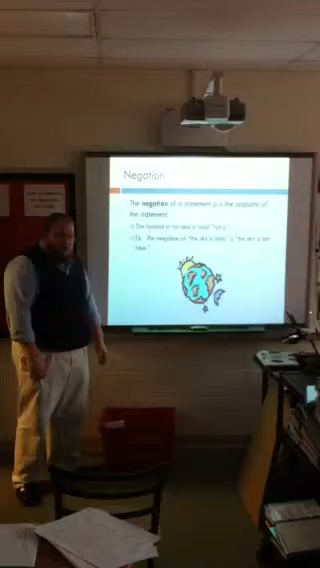 Negation
The negation of a statement p is the opposite of
the statement.
The symbol is ~p and is read "not p".
Ex: The negation of "the sky is blue" is "the sky is not
blue".